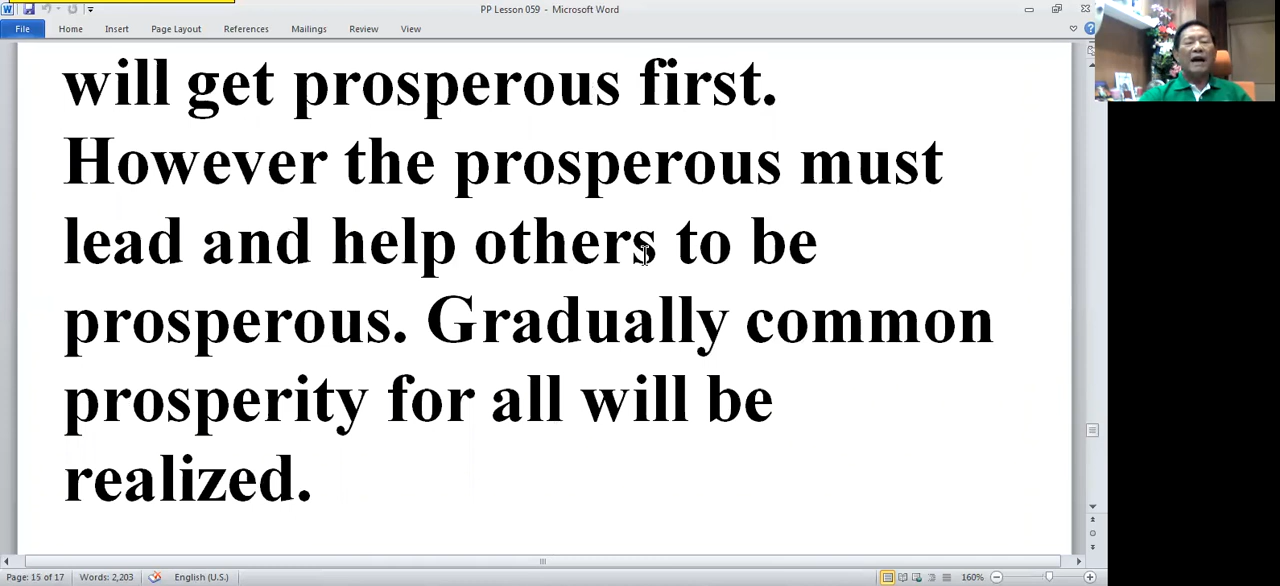 PP Lesson 059 - Microsoft Word
File Home Insert Page Layout References Mailings Review View
will get prosperous first.
However the prosperous must
lead and help others to be
prosperous. Gradually common
prosperity for all will be
realized.
Page: 15 of 17 Words: 2,203 English (U.S.) 160%